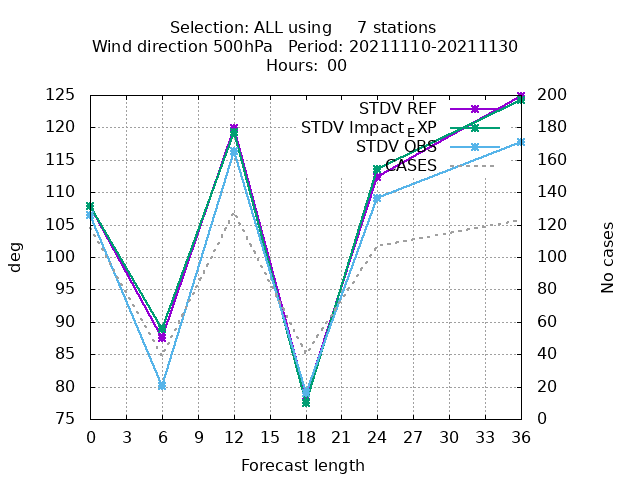 Selection: ALL using 7 stations
Wind direction 500hPa Period: 20211110-20211130
Hours: 00
125
120
115
110
105
100
95
90
85
80
75
deg
STDV REF
STDV Impact_EXP
STDV OBS
CASES
200
180
160
140
120
100
80
60
40
20
0
No cases
0 3 6 9 12 15 18 21 24 27 30 33 36
Forecast length